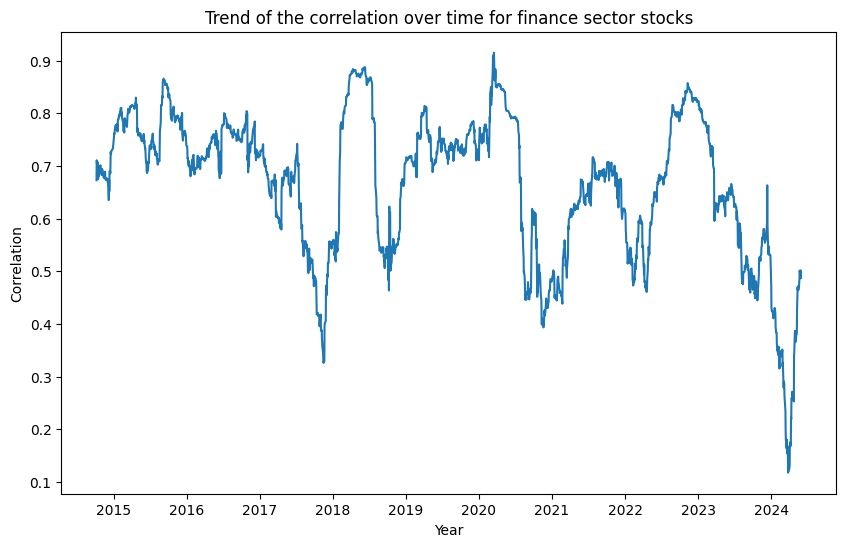 Trend of the correlation over time for finance sector stocks
Correlation
0.9
0.8
0.7
0.6
0.5
0.4
0.3
0.2
0.1
2015 2016 2017 2018 2019 2020 2021 2022 2023 2024
Year